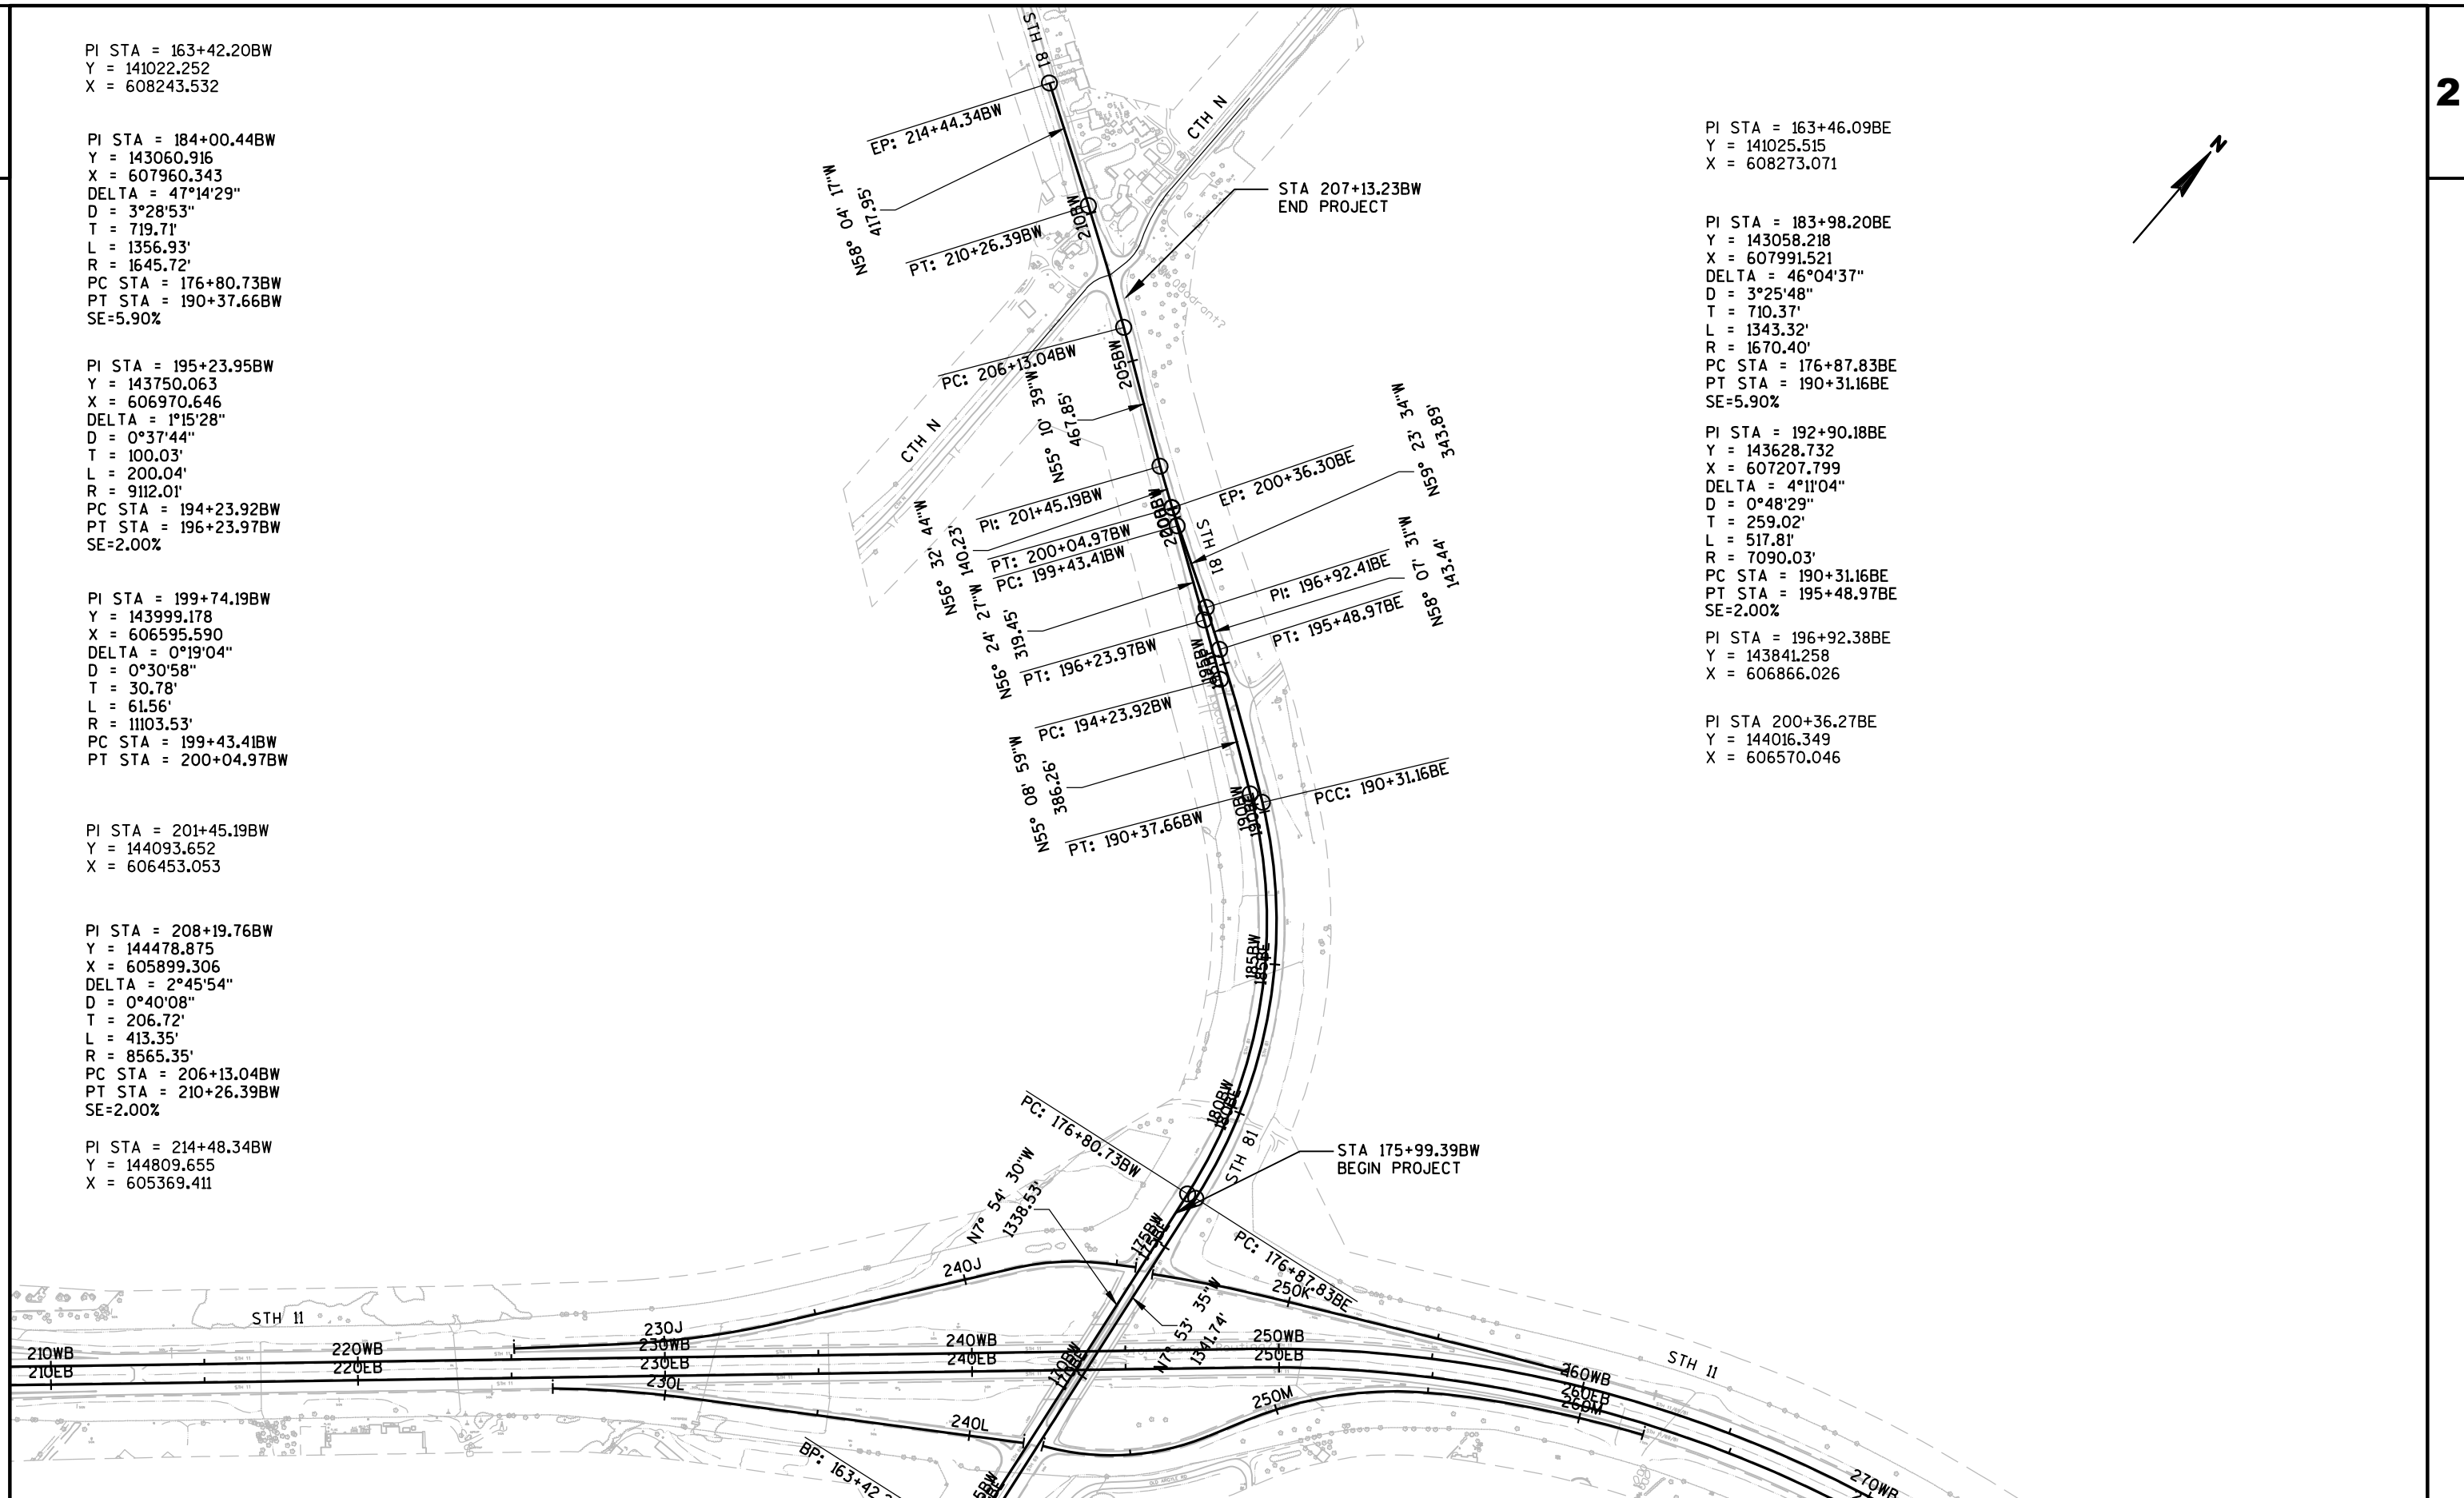 PI STA = 163+42.20BW
Y = 141022.252
X = 608243.532
PI STA = 184+00.44BW
Y = 143060.916
X = 607960.343
DELTA = 47°14'29"
D = 3°28'53"
T = 719.71'
L = 1356.93'
R = 1645.72'
PC STA = 176+80.73BW
PT STA = 190+37.66BW
SE=5.90%
PI STA = 195+23.95BW
Y = 143750.063
X = 606970.646
DELTA = 1°15'28"
D = 0°37'44"
T = 100.03'
L = 200.04'
R = 9112.01'
PC STA = 194+23.92BW
PT STA = 196+23.97BW
SE=2.00%
PI STA = 199+74.19BW
Y = 143999.178
X = 606595.590
DELTA = 0°19'04"
D = 0°30'58"
T = 30.78'
L = 61.56'
R = 11103.53'
PC STA = 199+43.41BW
PT STA = 200+04.97BW
PI STA = 201+45.19BW
Y = 144093.652
X = 606453.053
PI STA = 208+19.76BW
Y = 144478.875
X = 605899.306
DELTA = 2°45'54"
D = 0°40'08"
T = 206.72'
L = 413.35'
R = 8565.35'
PC STA = 206+13.04BW
PT STA = 210+26.39BW
SE=2.00%
PI STA = 214+48.34BW
Y = 144809.655
X = 605369.411
STH 81
EP: 214+44.34BW
N58° 04' 17"W
417.95'
PT: 210+26.39BW
210BW
CTH N
STA 207+13.23BW
END PROJECT
PC: 206+13.04BW
205BW
N55° 10' 39"W
467.85'
CTH N
PI: 201+45.19BW
N56° 32' 44"W
140.23'
PT: 200+04.97BW
PC: 199+43.41BW
200BW
EP: 200+36.30BE
N59° 23' 34"W
343.89'
STH 81
N56° 24' 27"W
319.45'
PI: 196+92.41BE
N58° 07' 31"W
143.44'
PT: 196+23.97BW
PT: 195+48.97BE
195BW
PC: 194+23.92BW
N55° 08' 59"W
386.26'
PCC: 190+31.16BE
PT: 190+37.66BW
190BW
190BE
185BW
185BE
180BW
180BE
PC: 176+80.73BW
STH 81
STA 175+99.39BW
BEGIN PROJECT
N7° 54' 30"W
1338.53'
175BW
175BE
PC: 176+87.83BE
N7° 53' 35"W
1341.74'
170BW
170BE
BP: 163+42.
STH 11
240J
250K
230J
210WB
220WB
230WB
240WB
250WB
260WB
270WB
210EB
220EB
230EB
240EB
250EB
260EB
230L
240L
250M
260M
STH 11
OLD ARGYLE RD
2
N
PI STA = 163+46.09BE
Y = 141025.515
X = 608273.071
PI STA = 183+98.20BE
Y = 143058.218
X = 607991.521
DELTA = 46°04'37"
D = 3°25'48"
T = 710.37'
L = 1343.32'
R = 1670.40'
PC STA = 176+87.83BE
PT STA = 190+31.16BE
SE=5.90%
PI STA = 192+90.18BE
Y = 143628.732
X = 607207.799
DELTA = 4°11'04"
D = 0°48'29"
T = 259.02'
L = 517.81'
R = 7090.03'
PC STA = 190+31.16BE
PT STA = 195+48.97BE
SE=2.00%
PI STA = 196+92.38BE
Y = 143841.258
X = 606866.026
PI STA 200+36.27BE
Y = 144016.349
X = 606570.046